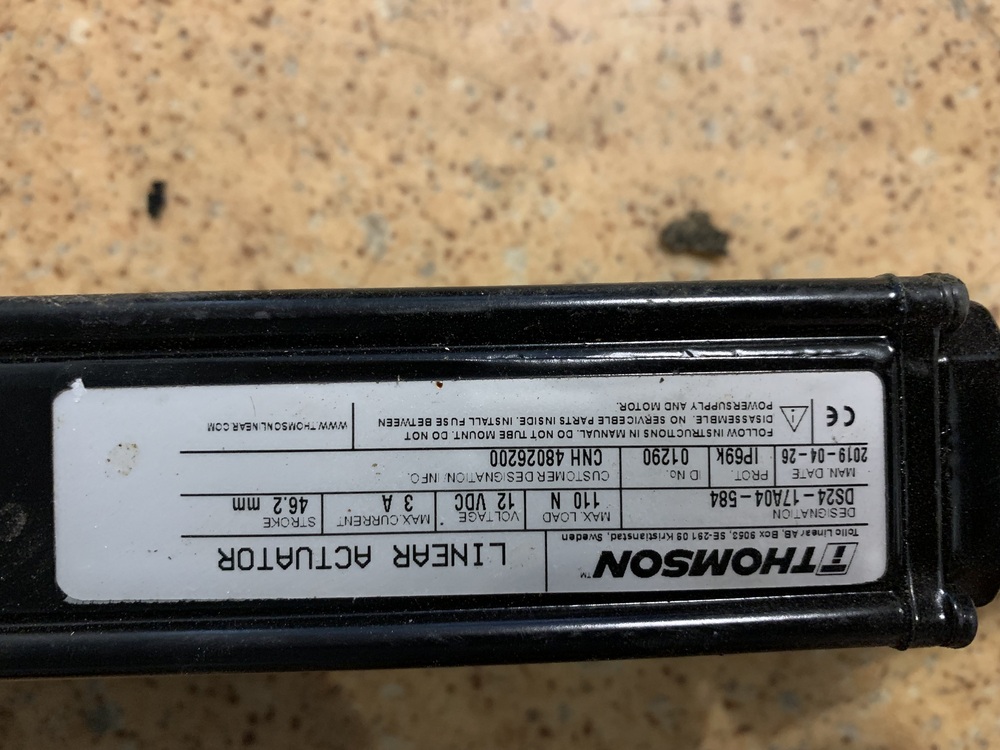 THOMSON™
Tollo Linear AB, Box 9053, SE-291 09 Kristianstad, Sweden
LINEAR ACTUATOR
DESIGNATION
DS24-17A04-584
MAX. LOAD
110 N
VOLTAGE
12 VDC
MAX.CURRENT
3 A
STROKE
46.2 mm
MAN. DATE
2019-04-26
PROT.
IP69k
ID No.
01290
CUSTOMER DESIGNATION/INFO.
CNH 48026200
CE
FOLLOW INSTRUCTIONS IN MANUAL. DO NOT TUBE MOUNT. DO NOT
DISASSEMBLE. NO SERVICEBLE PARTS INSIDE. INSTALL FUSE BETWEEN
POWERSUPPLY AND MOTOR.
WWW.THOMSONLINEAR.COM